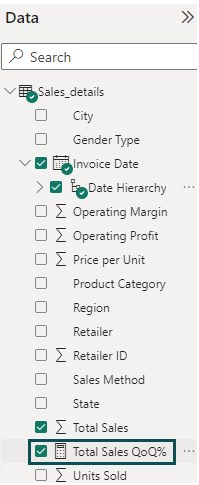 Data
Search
Sales_details
City
Gender Type
Invoice Date
Date Hierarchy
Operating Margin
Operating Profit
Price per Unit
Product Category
Region
Retailer
Retailer ID
Sales Method
State
Total Sales
Total Sales QoQ%
Units Sold